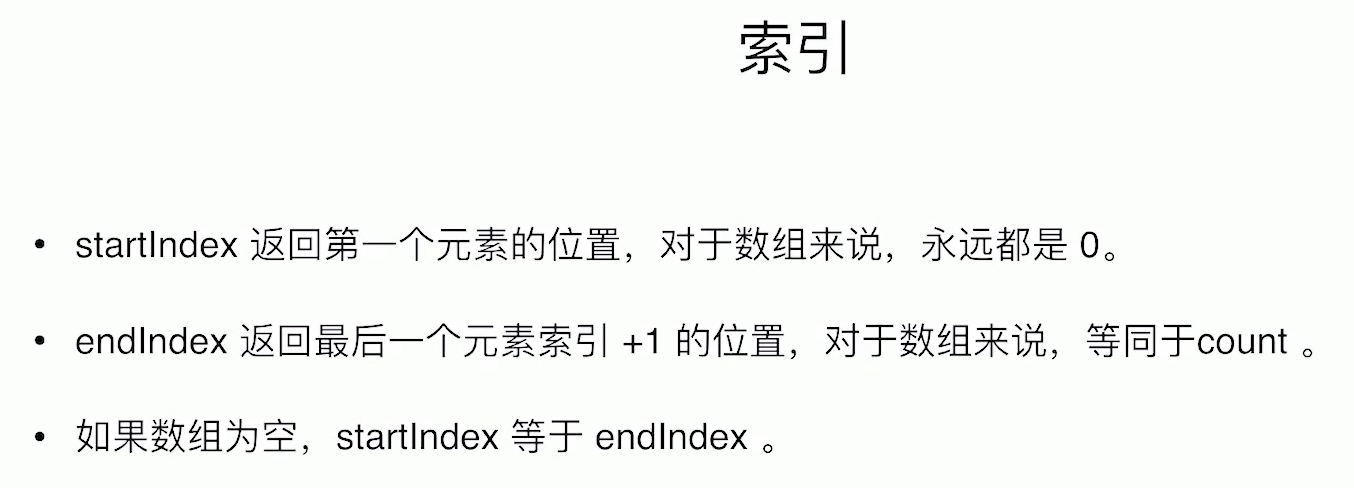 索引
• startIndex 返回第一个元素的位置，对于数组来说，永远都是 0。
• endIndex 返回最后一个元素索引 +1 的位置，对于数组来说，等同于count 。
• 如果数组为空，startIndex 等于 endIndex 。